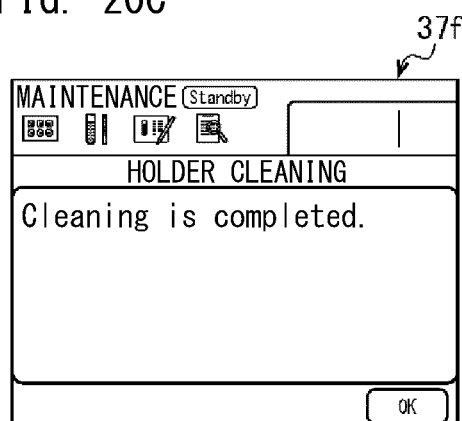 FIG. 20C
37f
MAINTENANCE Standby
HOLDER CLEANING
Cleaning is completed.
OK